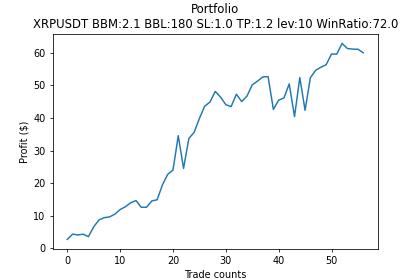 Portfolio
XRPUSDT BBM:2.1 BBL:180 SL:1.0 TP:1.2 lev:10 WinRatio:72.0
60
50
40
30
20
10
0
Profit ($)
0 10 20 30 40 50
Trade counts